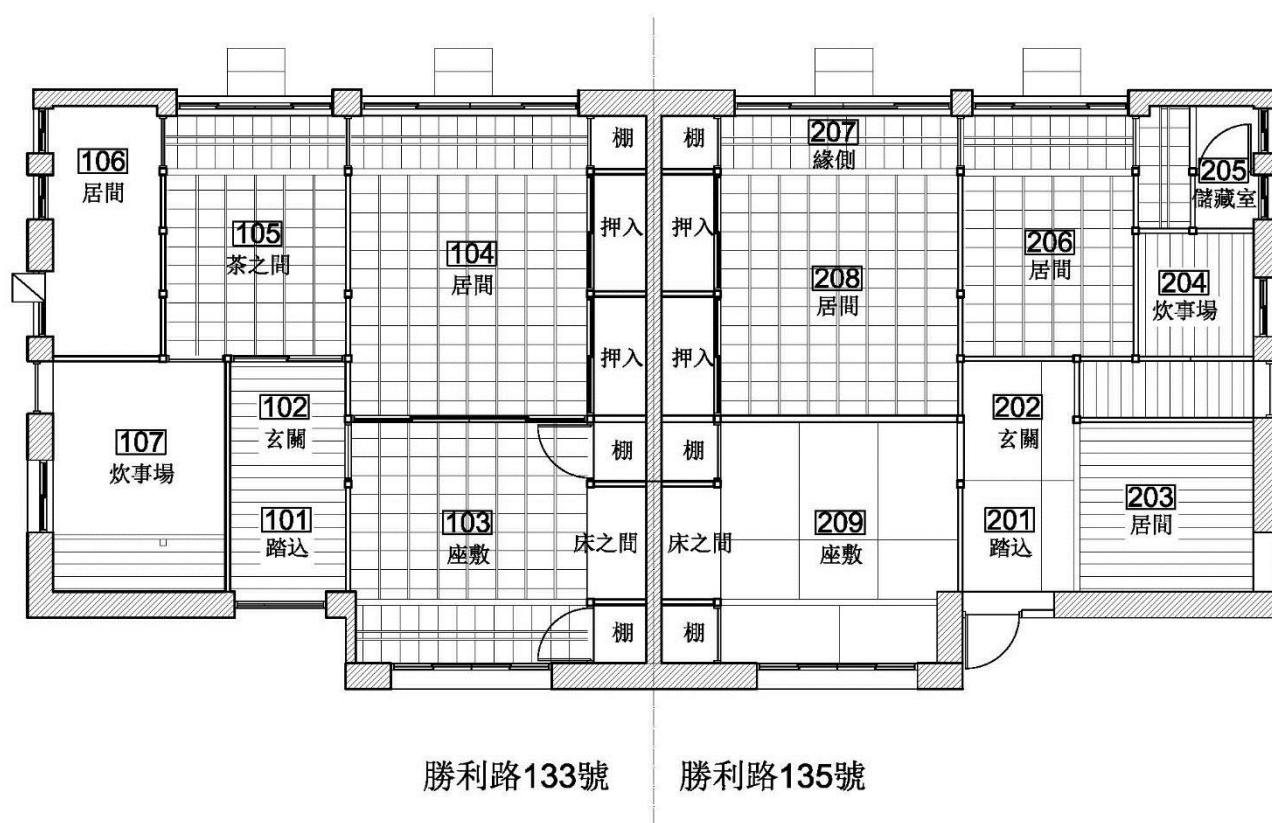 106
居間
105
茶之間
104
居間
棚
押入
押入
棚
107
炊事場
102
玄關
101
踏込
103
座敷
床之間
棚
棚
押入
押入
棚
床之間
棚
207
緣側
208
居間
206
居間
205
儲藏室
204
炊事場
202
玄關
201
踏込
203
居間
209
座敷
勝利路133號
勝利路135號